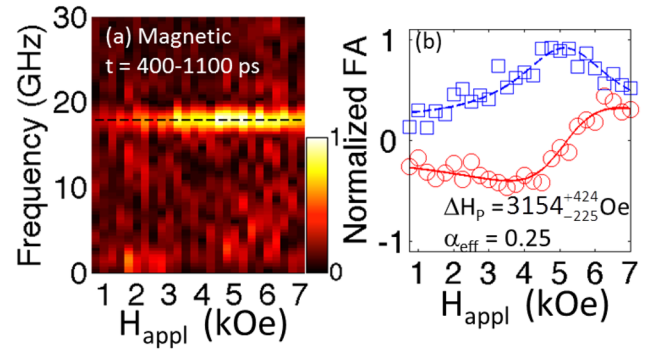 (a) Magnetic
t = 400-1100 ps
Frequency (GHz)
30
20
10
0
1 2 3 4 5 6 7
H_appl (kOe)
1
0
(b)
Normalized FA
1
0
-1
ΔH_P = 3154^{+424}_{-225} Oe
α_eff = 0.25
1 2 3 4 5 6 7
H_appl (kOe)